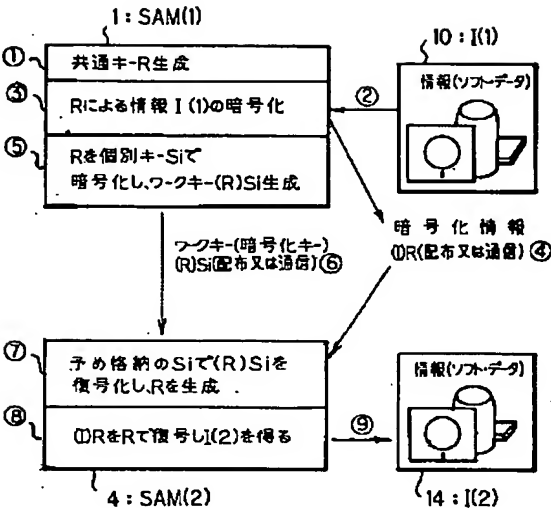 1:SAM(1)
10:I(1)
① 共通キーR生成
③ Rによる情報I(1)の暗号化
②
情報(ソフト・データ)
⑤ Rを個別キーSiで
暗号化し、ワークキー(R)Si生成
ワークキー(暗号化キー)
(R)Si(配布又は通信)⑥
暗号化情報
(I)R(配布又は通信)④
⑦ 予め格納のSiで(R)Siを
復号化し、Rを生成
⑧ (I)RをRで復号しI(2)を得る
⑨
情報(ソフト・データ)
4:SAM(2)
14:I(2)